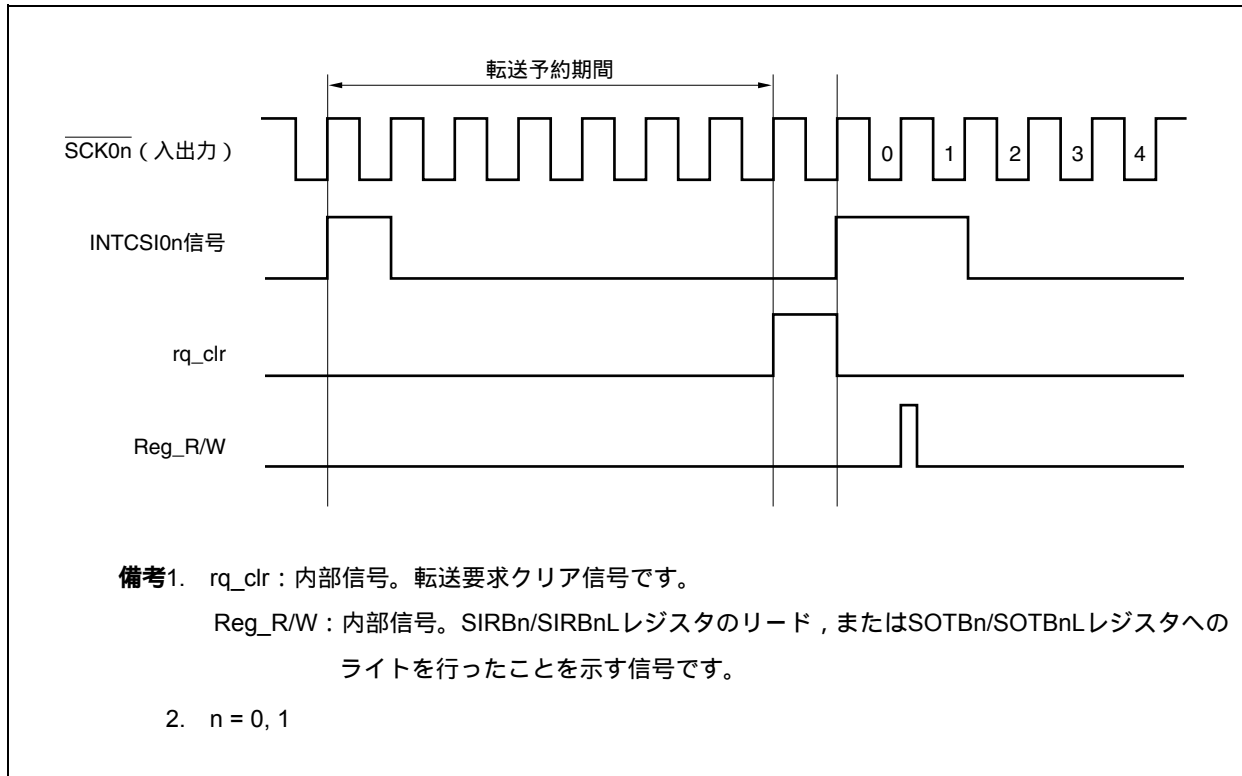 転送予約期間
SCK0n（入出力）
0 1 2 3 4
INTCSI0n信号
rq_clr
Reg_R/W
備考1. rq_clr：内部信号。転送要求クリア信号です。
Reg_R/W：内部信号。SIRBn/SIRBnLレジスタのリード，またはSOTBn/SOTBnLレジスタへの
ライトを行ったことを示す信号です。
2. n = 0, 1